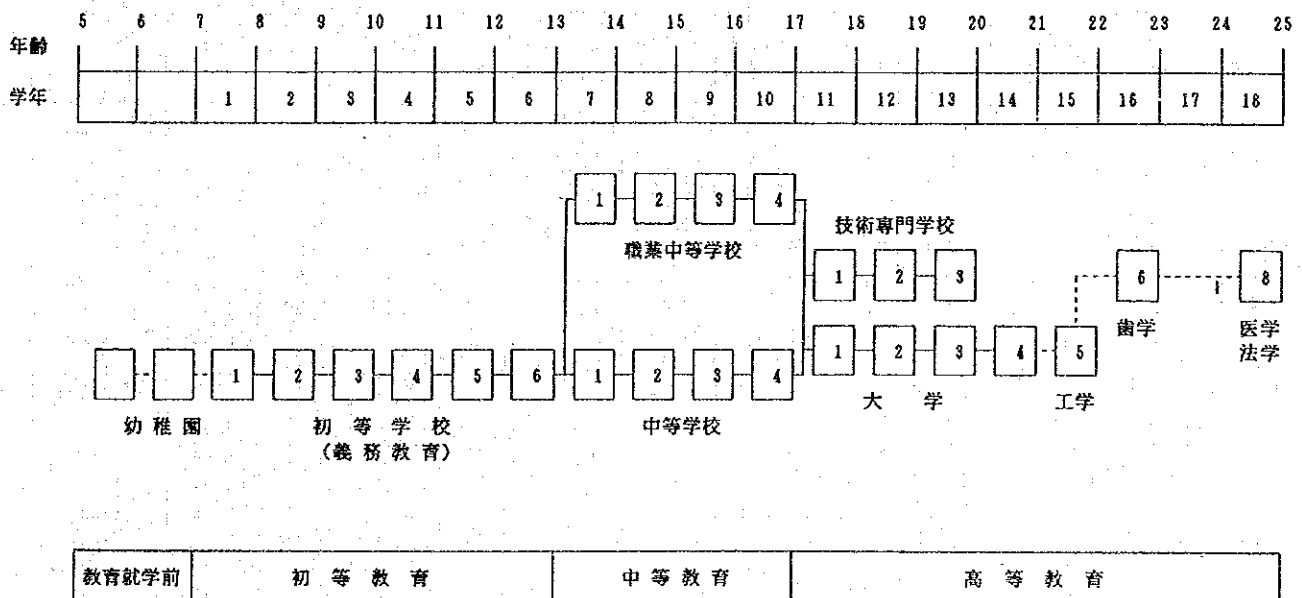 5 6 7 8 9 10 11 12 13 14 15 16 17 18 19 20 21 22 23 24 25
年齢
学年 1 2 3 4 5 6 7 8 9 10 11 12 13 14 15 16 17 18
1 2 3 4
職業中等学校
技術専門学校
1 2 3
6 8
歯学 医学
法学
1 2 3 4 5
大学 工学
1 2 3 4 5 6 1 2 3 4
幼稚園 初等学校 中等学校
(義務教育)
教育就学前 初等教育 中等教育 高等教育